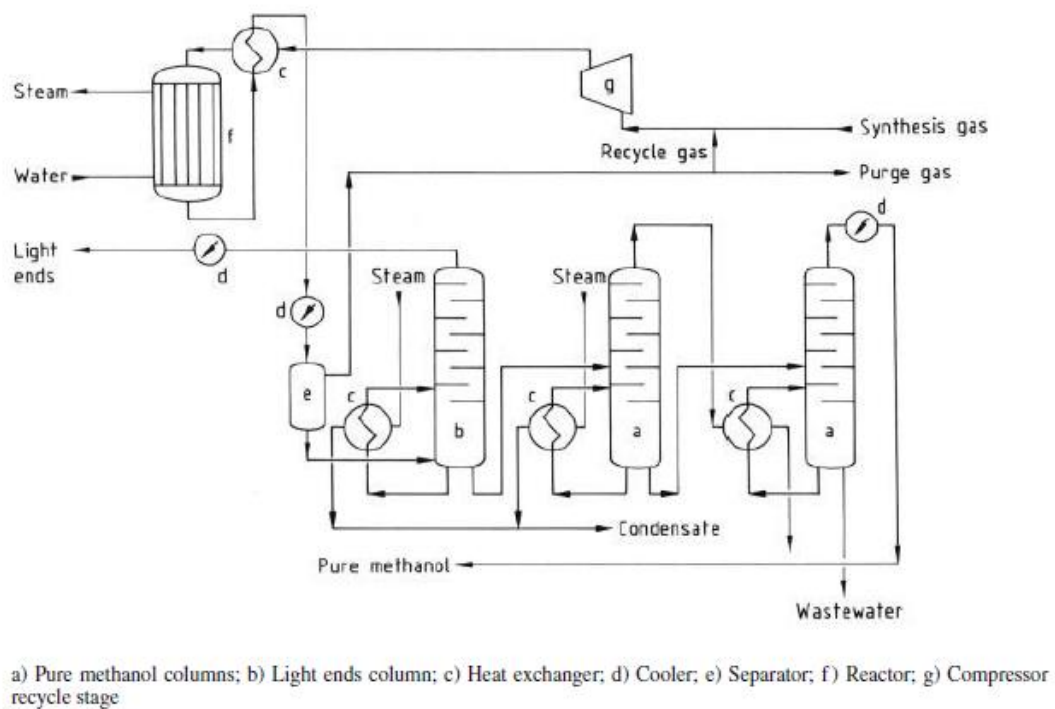 c
g
Steam
f
Synthesis gas
Recycle gas
Water
Purge gas
d
Light
ends
d
Steam
Steam
d
e
c
b
c
a
c
a
Condensate
Pure methanol
Wastewater
a) Pure methanol columns; b) Light ends column; c) Heat exchanger; d) Cooler; e) Separator; f) Reactor; g) Compressor
recycle stage